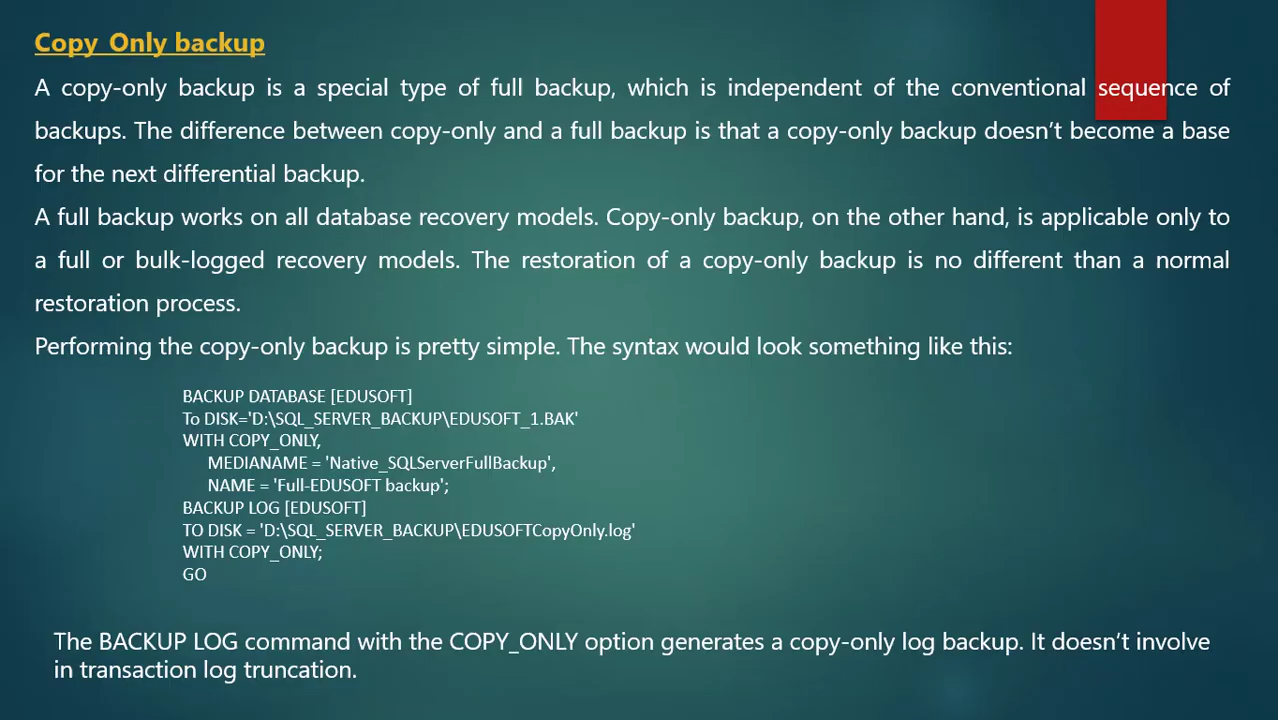 Copy Only backup
A copy-only backup is a special type of full backup, which is independent of the conventional sequence of
backups. The difference between copy-only and a full backup is that a copy-only backup doesn’t become a base
for the next differential backup.
A full backup works on all database recovery models. Copy-only backup, on the other hand, is applicable only to
a full or bulk-logged recovery models. The restoration of a copy-only backup is no different than a normal
restoration process.
Performing the copy-only backup is pretty simple. The syntax would look something like this:
BACKUP DATABASE [EDUSOFT]
To DISK='D:\SQL_SERVER_BACKUP\EDUSOFT_1.BAK'
WITH COPY_ONLY,
MEDIANAME = 'Native_SQLServerFullBackup',
NAME = 'Full-EDUSOFT backup';
BACKUP LOG [EDUSOFT]
TO DISK = 'D:\SQL_SERVER_BACKUP\EDUSOFTCopyOnly.log'
WITH COPY_ONLY;
GO
The BACKUP LOG command with the COPY_ONLY option generates a copy-only log backup. It doesn’t involve
in transaction log truncation.